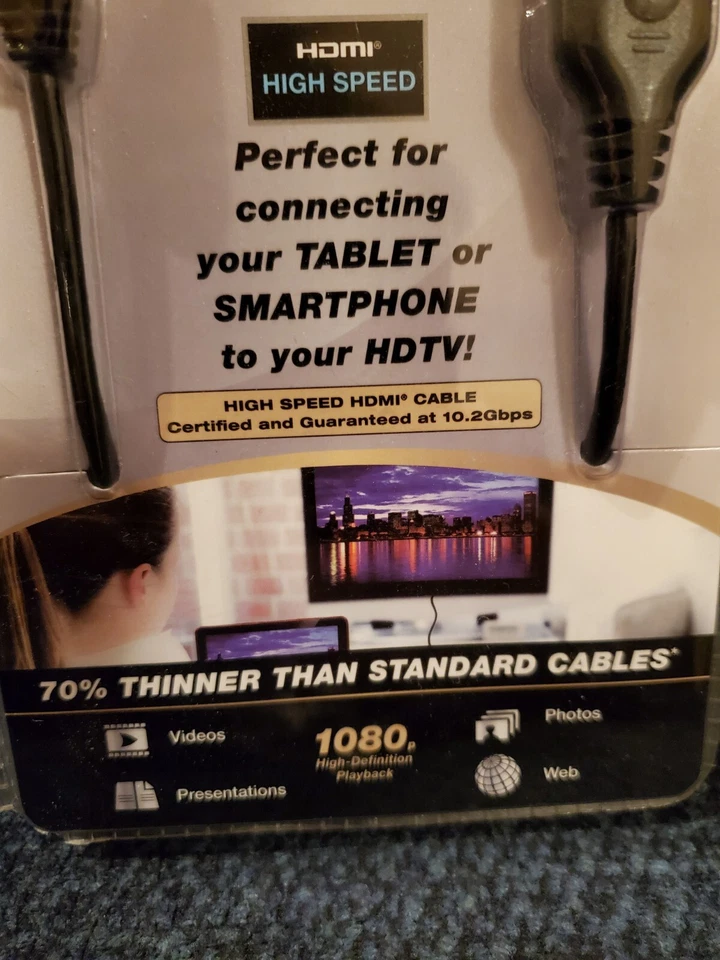 HDMI®
HIGH SPEED
Perfect for
connecting
your TABLET or
SMARTPHONE
to your HDTV!
HIGH SPEED HDMI® CABLE
Certified and Guaranteed at 10.2Gbps
70% THINNER THAN STANDARD CABLES*
Videos
1080p
High-Definition
Playback
Photos
Presentations
Web